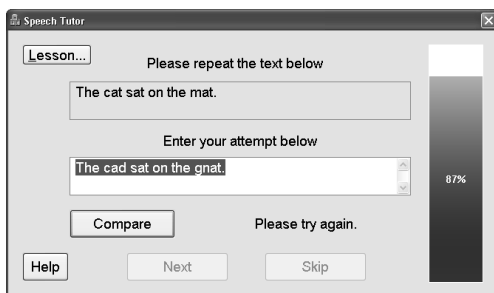 Speech Tutor
Lesson...
Please repeat the text below
The cat sat on the mat.
Enter your attempt below
The cad sat on the gnat.
87%
Compare
Please try again.
Help
Next
Skip